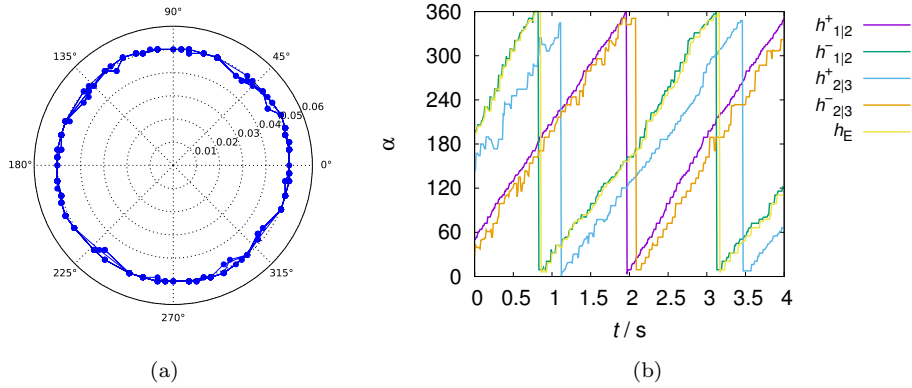 90°
135°
45°
0.06
0.05
0.04
0.03
0.02
0.01
180°
0°
225°
315°
270°
(a)
360
300
240
180
120
60
0
α
0 0.5 1 1.5 2 2.5 3 3.5 4
t / s
h⁺₁|₂
h⁻₁|₂
h⁺₂|₃
h⁻₂|₃
h_E
(b)